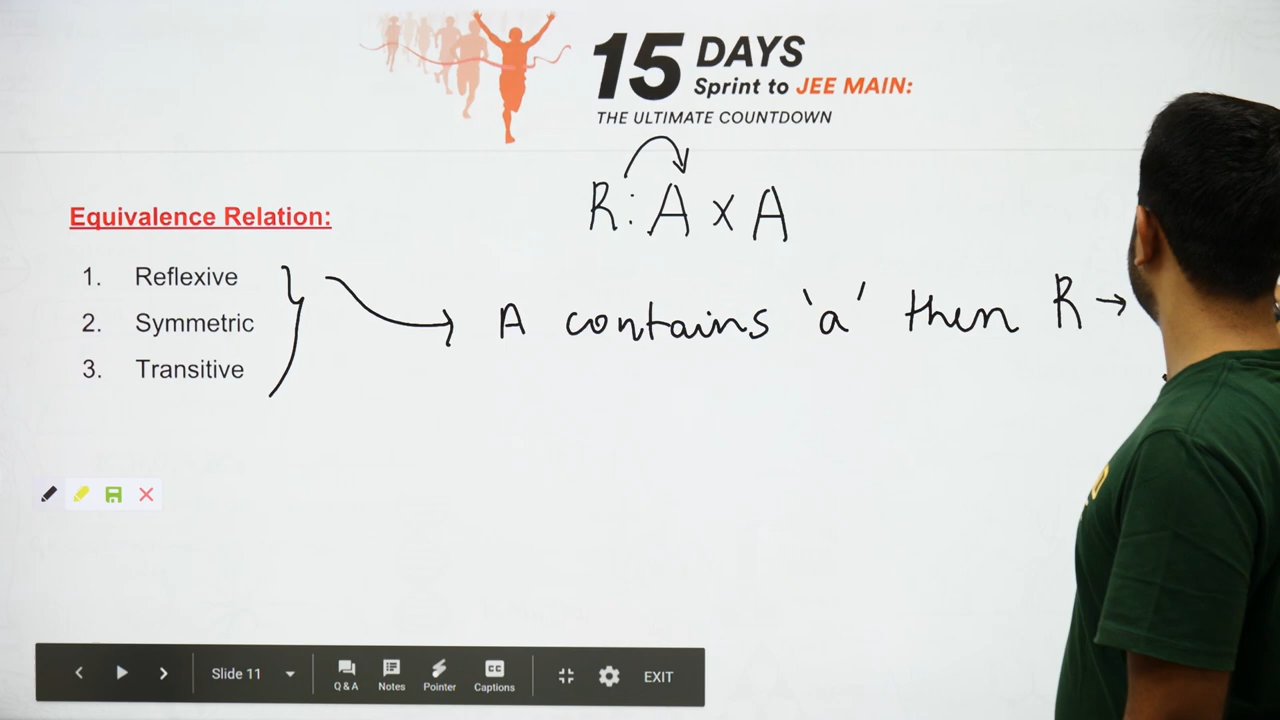 15 DAYS
Sprint to JEE MAIN:
THE ULTIMATE COUNTDOWN
R: A x A
Equivalence Relation:
1. Reflexive
2. Symmetric
3. Transitive
→ A contains 'a' then R →
Slide 11
Q & A Notes Pointer CC Captions EXIT